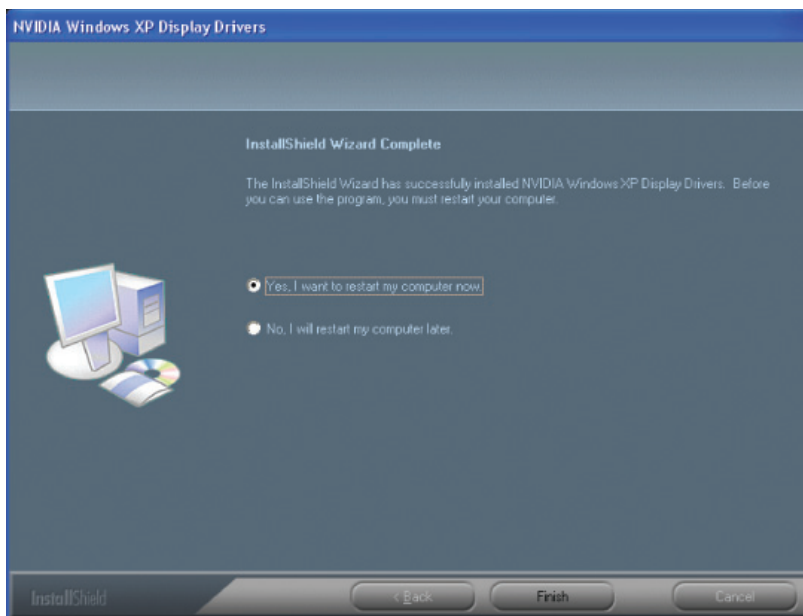 NVIDIA Windows XP Display Drivers
InstallShield Wizard Complete
The InstallShield Wizard has successfully installed NVIDIA Windows XP Display Drivers. Before
you can use the program, you must restart your computer.
Yes, I want to restart my computer now.
No, I will restart my computer later.
InstallShield
< Back
Finish
Cancel